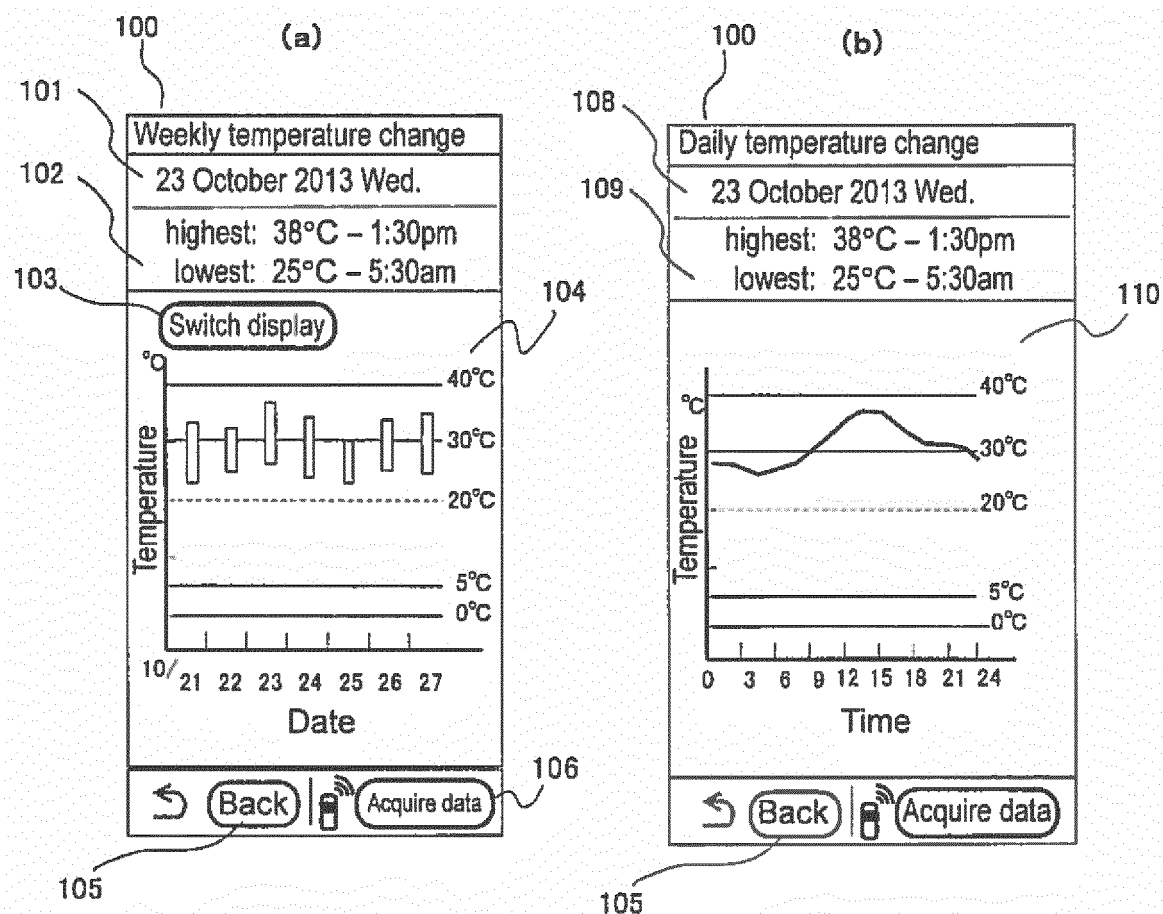 (a)
100
101
Weekly temperature change
23 October 2013 Wed.
102
highest: 38°C – 1:30pm
lowest: 25°C – 5:30am
103
Switch display
104
°C
40°C
30°C
20°C
5°C
0°C
Temperature
10/ 21 22 23 24 25 26 27
Date
Back
Acquire data
106
105
(b)
100
108
Daily temperature change
23 October 2013 Wed.
109
highest: 38°C – 1:30pm
lowest: 25°C – 5:30am
110
°C
40°C
30°C
20°C
5°C
0°C
Temperature
0 3 6 9 12 15 18 21 24
Time
Back
Acquire data
105